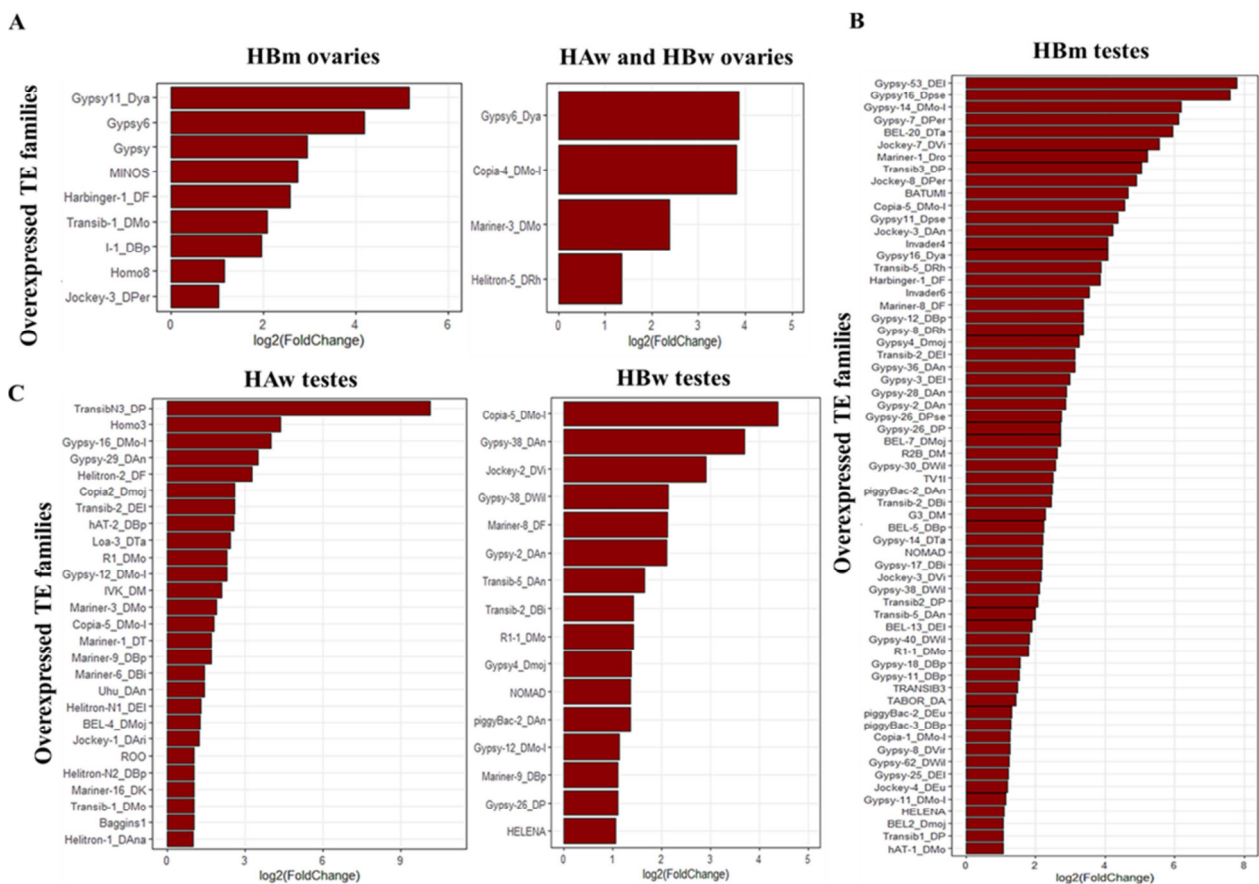 A
HBm ovaries
Overexpressed TE families
Gypsy11_Dya
Gypsy6
Gypsy
MINOS
Harbinger-1_DF
Transib-1_DMo
I-1_DBp
Homo8
Jockey-3_DPer
0 2 4 6
log2(FoldChange)
HAw and HBw ovaries
Gypsy6_Dya
Copia-4_DMo-I
Mariner-3_DMo
Helitron-5_DRh
0 1 2 3 4 5
log2(FoldChange)
B
HBm testes
Overexpressed TE families
Gypsy-53_DEl
Gypsy16_Dpse
Gypsy-14_DMo-I
Gypsy-7_DPer
BEL-20_DTa
Jockey-7_DVi
Mariner-1_Dro
Transib3_DP
Jockey-8_DPer
BATUMI
Copia-5_DMo-I
Gypsy11_Dpse
Jockey-3_DAn
Invader4
Gypsy16_Dya
Transib-5_DRh
Harbinger-1_DF
Invader6
Mariner-8_DF
Gypsy-12_DBp
Gypsy-8_DRh
Gypsy4_Dmoj
Transib-2_DEl
Gypsy-36_DAn
Gypsy-3_DEl
Gypsy-28_DAn
Gypsy-2_DAn
Gypsy-26_DPse
Gypsy-26_DP
BEL-7_DMoj
R2B_DM
Gypsy-30_DWil
TV1I
piggyBac-2_DAn
Transib-2_DBi
G3_DM
BEL-5_DBp
Gypsy-14_DTa
NOMAD
Gypsy-17_DBi
Jockey-3_DVi
Gypsy-38_DWil
Transib2_DP
Transib-5_DAn
BEL-13_DEl
Gypsy-40_DWil
R1-1_DMo
Gypsy-18_DBp
Gypsy-11_DBp
TRANSIB3
TABOR_DA
piggyBac-2_DEu
piggyBac-3_DBp
Copia-1_DMo-I
Gypsy-8_DVir
Gypsy-62_DWil
Gypsy-25_DEl
Jockey-4_DEu
Gypsy-11_DMo-I
HELENA
BEL2_Dmoj
Transib1_DP
hAT-1_DMo
0 2 4 6 8
log2(FoldChange)
C
HAw testes
Overexpressed TE families
TransibN3_DP
Homo3
Gypsy-16_DMo-I
Gypsy-29_DAn
Helitron-2_DF
Copia2_Dmoj
Transib-2_DEl
hAT-2_DBp
Loa-3_DTa
R1_DMo
Gypsy-12_DMo-I
IVK_DM
Mariner-3_DMo
Copia-5_DMo-I
Mariner-1_DT
Mariner-9_DBp
Mariner-6_DBi
Uhu_DAn
Helitron-N1_DEl
BEL-4_DMoj
Jockey-1_DAri
ROO
Helitron-N2_DBp
Mariner-16_DK
Transib-1_DMo
Baggins1
Helitron-1_DAna
0 3 6 9
log2(FoldChange)
HBw testes
Copia-5_DMo-I
Gypsy-38_DAn
Jockey-2_DVi
Gypsy-38_DWil
Mariner-8_DF
Gypsy-2_DAn
Transib-5_DAn
Transib-2_DBi
R1-1_DMo
Gypsy4_Dmoj
NOMAD
piggyBac-2_DAn
Gypsy-12_DMo-I
Mariner-9_DBp
Gypsy-26_DP
HELENA
0 1 2 3 4 5
log2(FoldChange)